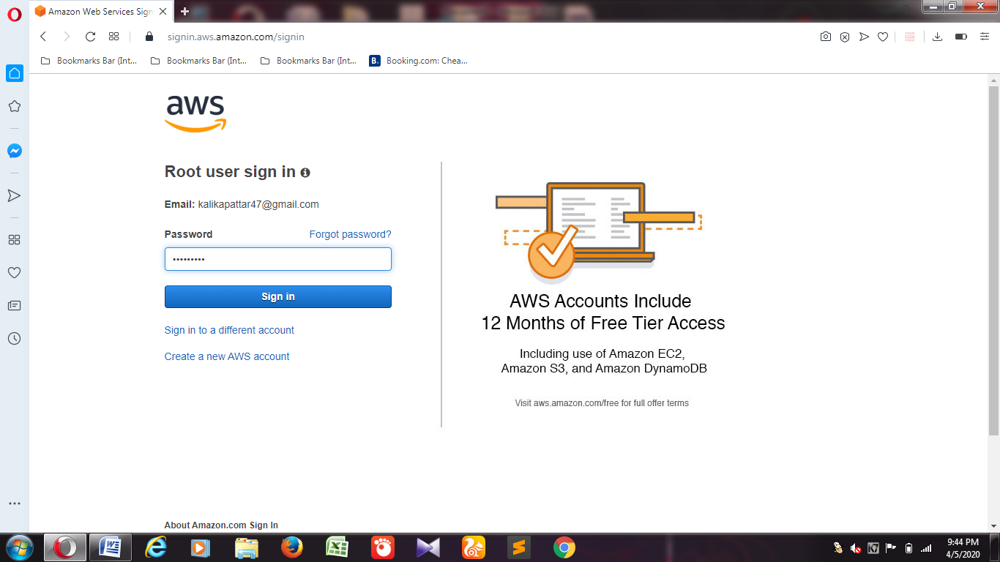 Amazon Web Services Sign
signin.aws.amazon.com/signin
Bookmarks Bar (Int...
Bookmarks Bar (Int...
Bookmarks Bar (Int...
B.
Booking.com: Chea...
aws
Root user sign in
Email: kalikapattar47@gmail.com
Password
Forgot password?
•••••••••
Sign in
Sign in to a different account
Create a new AWS account
AWS Accounts Include
12 Months of Free Tier Access
Including use of Amazon EC2,
Amazon S3, and Amazon DynamoDB
Visit aws.amazon.com/free for full offer terms
About Amazon.com Sign In
9:44 PM
4/5/2020